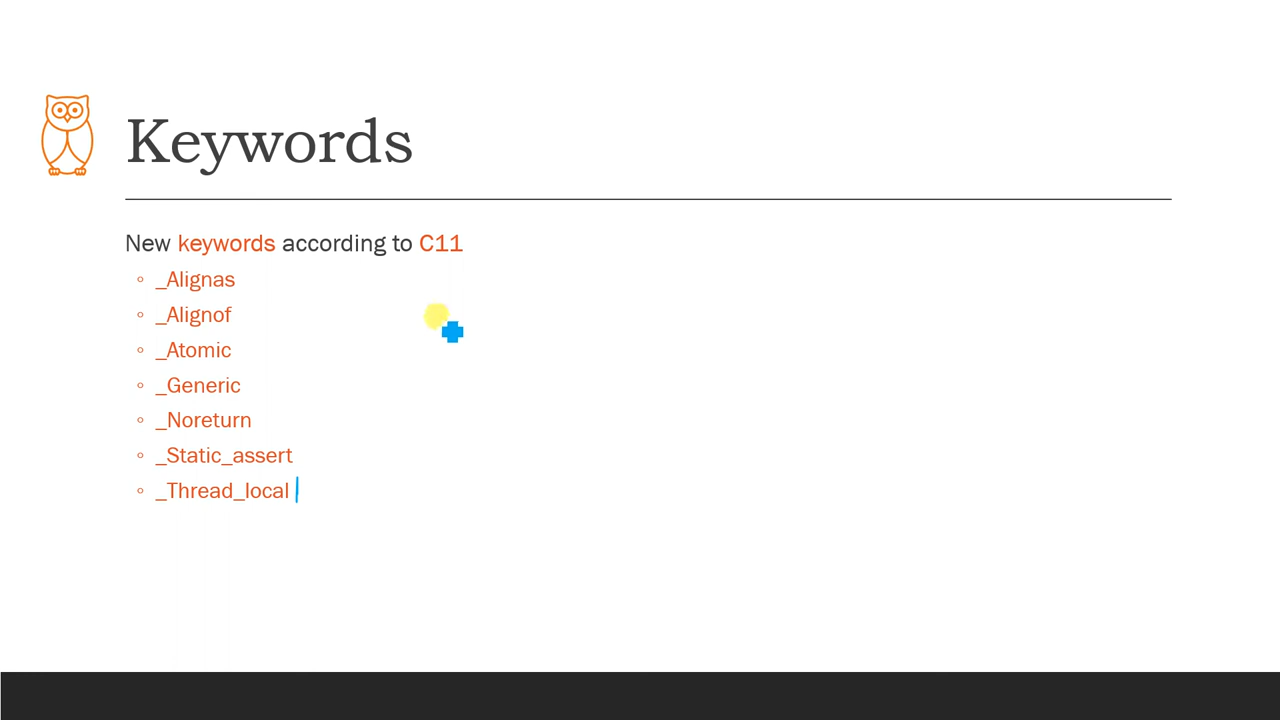 Keywords
New keywords according to C11
_Alignas
_Alignof
_Atomic
_Generic
_Noreturn
_Static_assert
_Thread_local